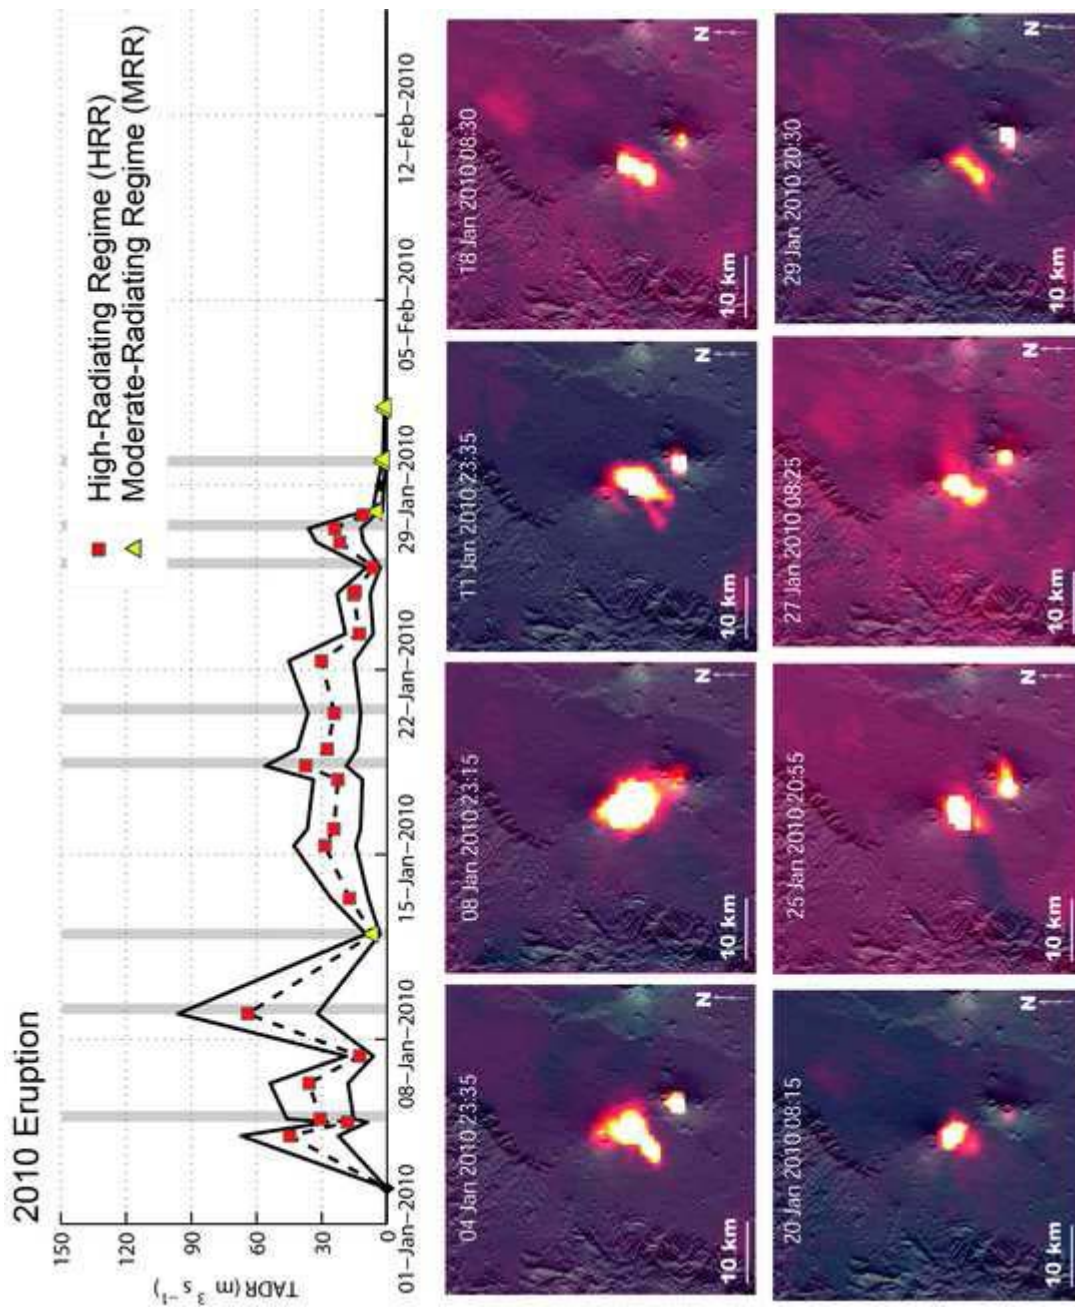 2010 Eruption
High-Radiating Regime (HRR)
Moderate-Radiating Regime (MRR)
TADR (m³ s⁻¹)
150
120
90
60
30
0
01-Jan-2010
08-Jan-2010
15-Jan-2010
22-Jan-2010
29-Jan-2010
05-Feb-2010
12-Feb-2010
04 Jan 2010 23:35
N
10 km
08 Jan 2010 23:15
N
10 km
11 Jan 2010 23:35
N
10 km
18 Jan 2010 08:30
N
10 km
20 Jan 2010 08:15
N
10 km
25 Jan 2010 20:55
N
10 km
27 Jan 2010 08:25
N
10 km
29 Jan 2010 20:30
N
10 km